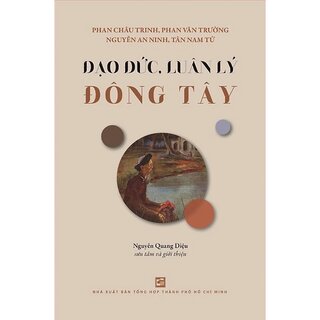 PHAN CHÂU TRINH, PHAN VĂN TRƯỜNG
NGUYỄN AN NINH, TÂN NAM TỬ
ĐẠO ĐỨC, LUÂN LÝ
ĐÔNG TÂY
Nguyễn Quang Diệu
sưu tầm và giới thiệu
NHÀ XUẤT BẢN TỔNG HỢP THÀNH PHỐ HỒ CHÍ MINH